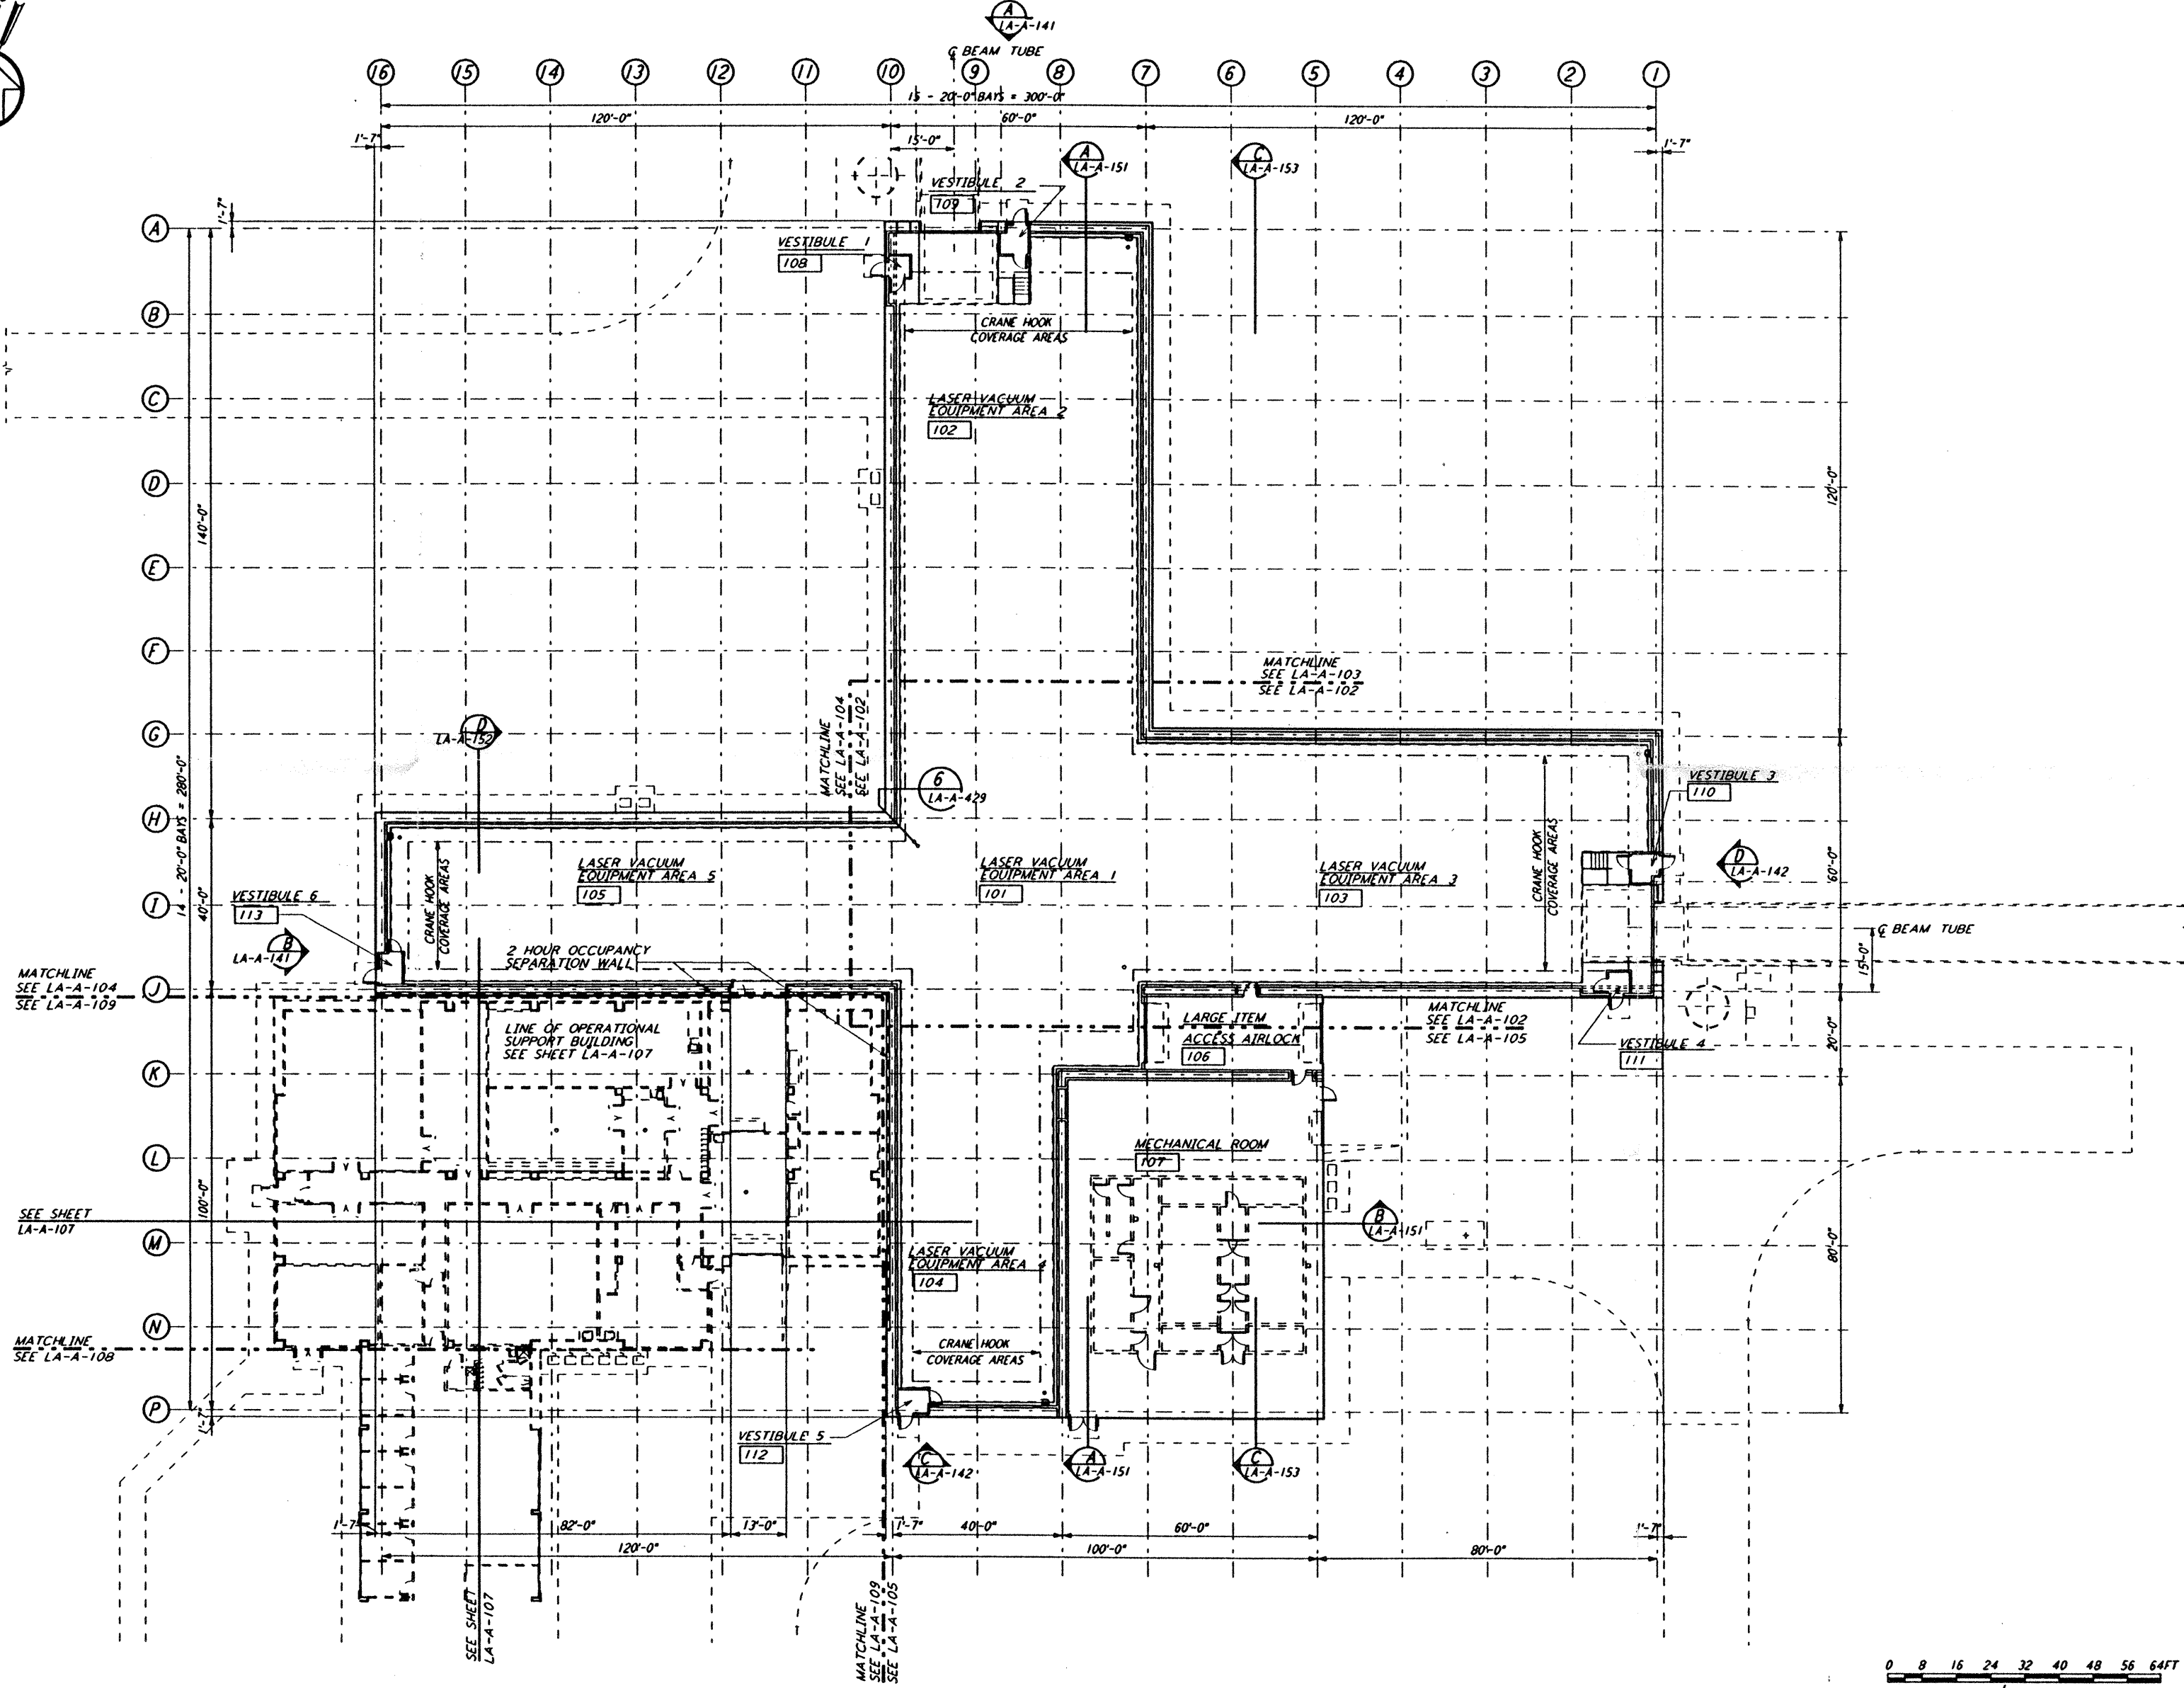 A
LA-A-141
℄ BEAM TUBE
16 15 14 13 12 11 10 9 8 7 6 5 4 3 2 1
15 - 20'-0" BAYS = 300'-0"
120'-0" 60'-0" 120'-0"
1'-7" 15'-0" 1'-7"
A
LA-A-151
C
LA-A-153
VESTIBULE 2
109
1'-7"
A
VESTIBULE 1
108
B
CRANE HOOK
COVERAGE AREAS
C
LASER VACUUM
EQUIPMENT AREA 2
102
D
140'-0"
120'-0"
E
F
MATCHLINE
SEE LA-A-103
SEE LA-A-102
MATCHLINE
SEE LA-A-104
SEE LA-A-102
G
D
LA-A-152
14 - 20'-0" BAYS = 280'-0"
6
LA-A-429
VESTIBULE 3
110
H
CRANE HOOK
COVERAGE AREAS
CRANE HOOK
COVERAGE AREAS
LASER VACUUM
EQUIPMENT AREA 5
105
LASER VACUUM
EQUIPMENT AREA 1
101
LASER VACUUM
EQUIPMENT AREA 3
103
60'-0"
D
LA-A-142
40'-0"
VESTIBULE 6
113
I
℄ BEAM TUBE
15'-0"
B
LA-A-141
2 HOUR OCCUPANCY
SEPARATION WALL
MATCHLINE
SEE LA-A-104
SEE LA-A-109
J
LINE OF OPERATIONAL
SUPPORT BUILDING
SEE SHEET LA-A-107
LARGE ITEM
ACCESS AIRLOCK
106
MATCHLINE
SEE LA-A-102
SEE LA-A-105
20'-0"
VESTIBULE 4
111
K
MECHANICAL ROOM
107
L
100'-0"
SEE SHEET
LA-A-107
M
B
LA-A-151
80'-0"
LASER VACUUM
EQUIPMENT AREA 4
104
N
MATCHLINE
SEE LA-A-108
CRANE HOOK
COVERAGE AREAS
P
1'-7"
VESTIBULE 5
112
C
LA-A-142
A
LA-A-151
C
LA-A-153
1'-7" 82'-0" 13'-0" 1'-7" 40'-0" 60'-0" 1'-7"
120'-0" 100'-0" 80'-0"
SEE SHEET
LA-A-107
MATCHLINE
SEE LA-A-109
SEE LA-A-105
0 8 16 24 32 40 48 56 64FT